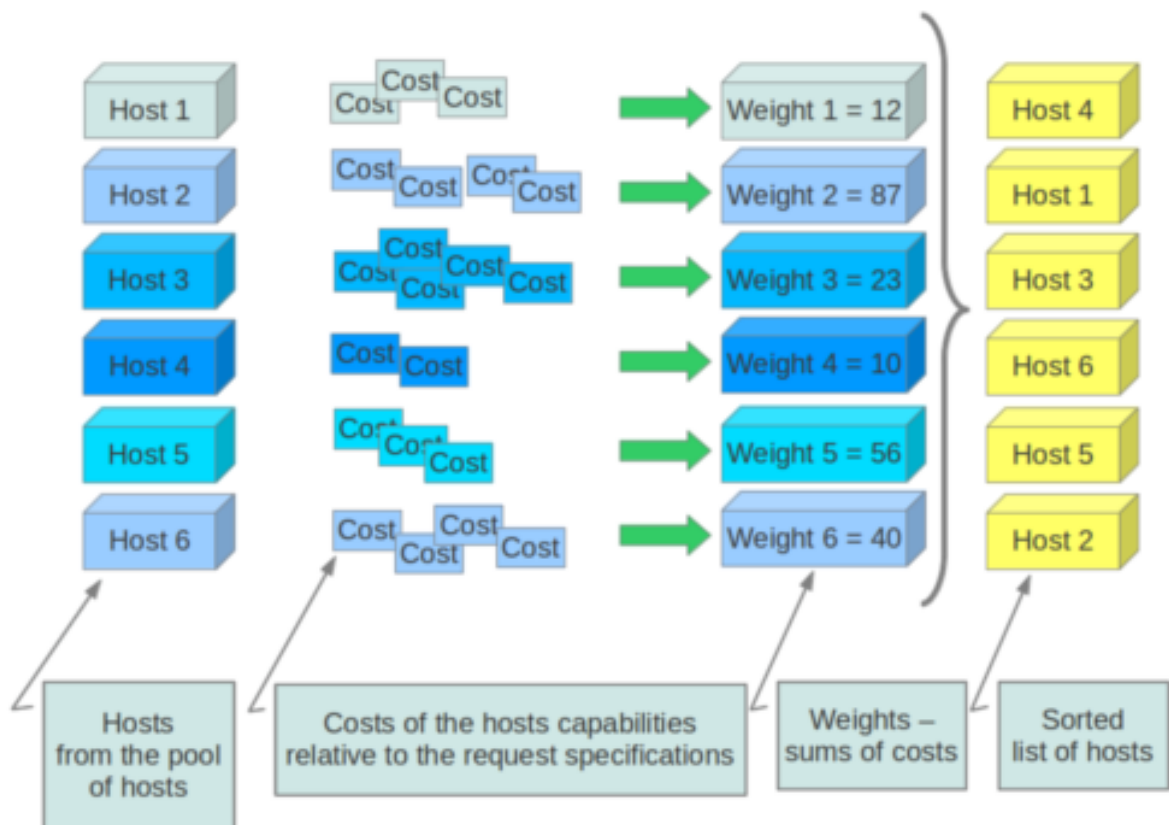 Host 1
Cost
Cost
Cost
Weight 1 = 12
Host 4
Host 2
Cost
Cost
Cost
Cost
Weight 2 = 87
Host 1
Host 3
Cost
Cost
Cost
Cost
Cost
Weight 3 = 23
Host 3
Host 4
Cost
Cost
Weight 4 = 10
Host 6
Host 5
Cost
Cost
Cost
Weight 5 = 56
Host 5
Host 6
Cost
Cost
Cost
Cost
Weight 6 = 40
Host 2
Hosts
from the pool
of hosts
Costs of the hosts capabilities
relative to the request specifications
Weights –
sums of costs
Sorted
list of hosts